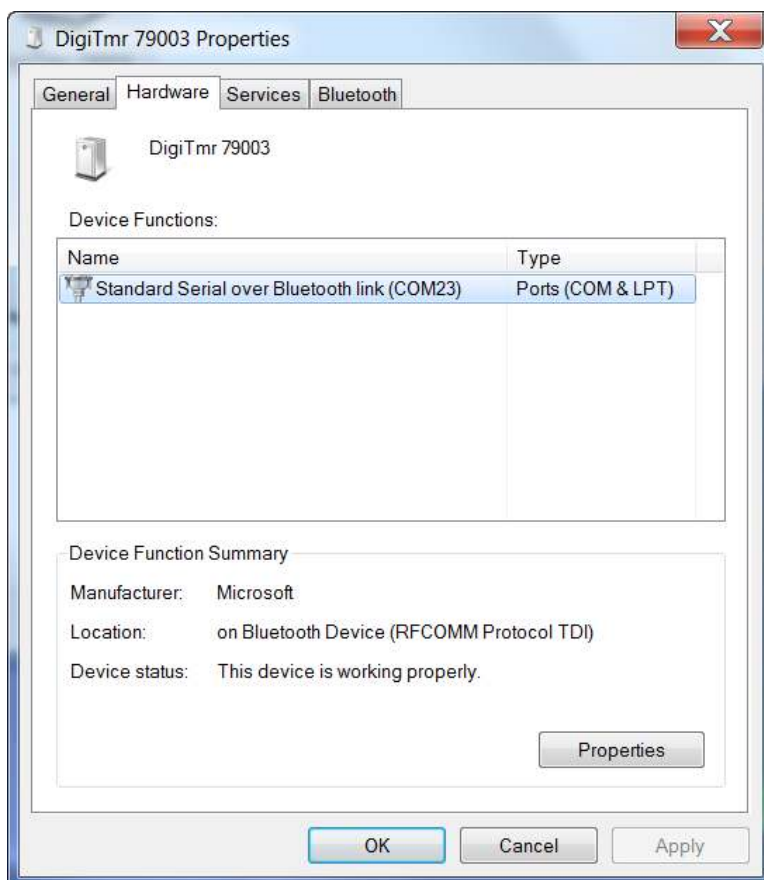 DigiTmr 79003 Properties
General Hardware Services Bluetooth
DigiTmr 79003
Device Functions:
Name Type
Standard Serial over Bluetooth link (COM23) Ports (COM & LPT)
Device Function Summary
Manufacturer: Microsoft
Location: on Bluetooth Device (RFCOMM Protocol TDI)
Device status: This device is working properly.
Properties
OK Cancel Apply